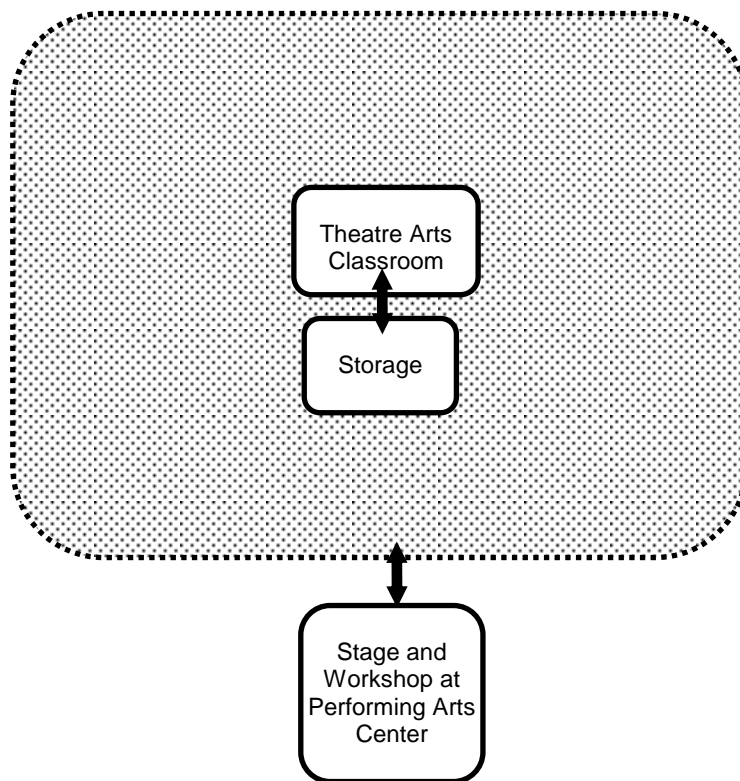 Theatre Arts
Classroom
Storage
Stage and
Workshop at
Performing Arts
Center